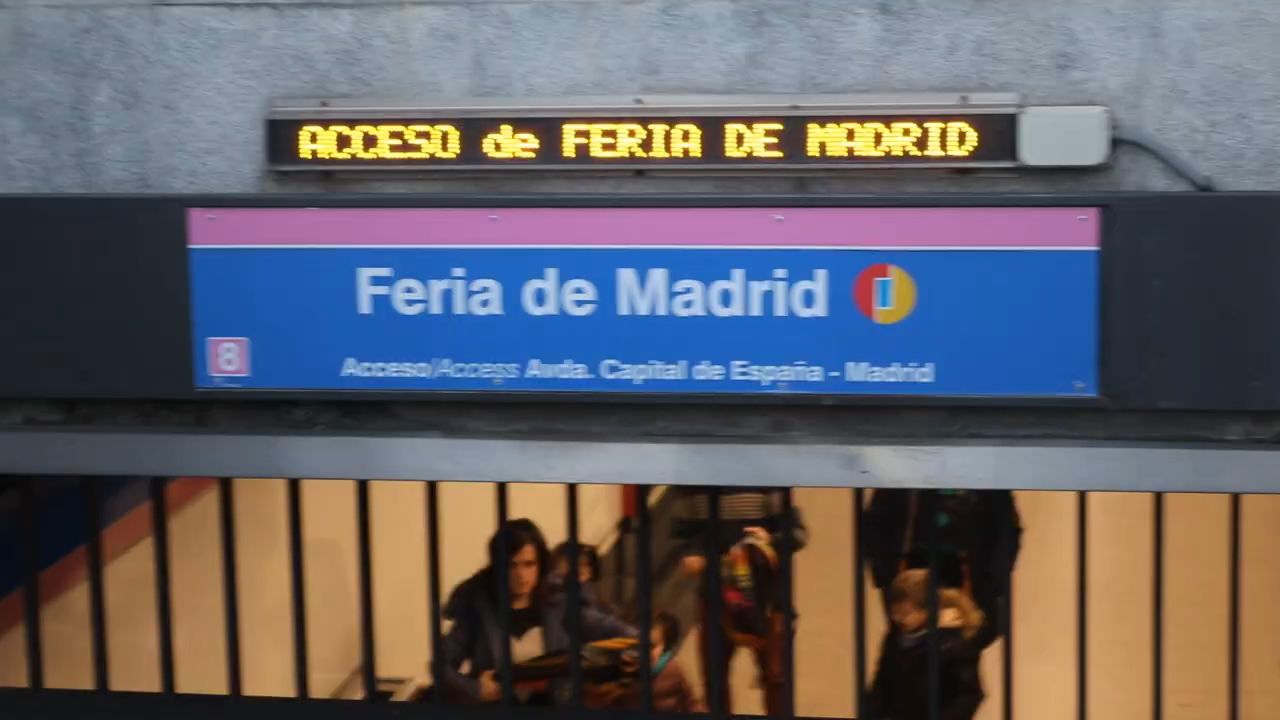 ACCESO de FERIA DE MADRID
Feria de Madrid
8
Acceso/Access Avda. Capital de España - Madrid